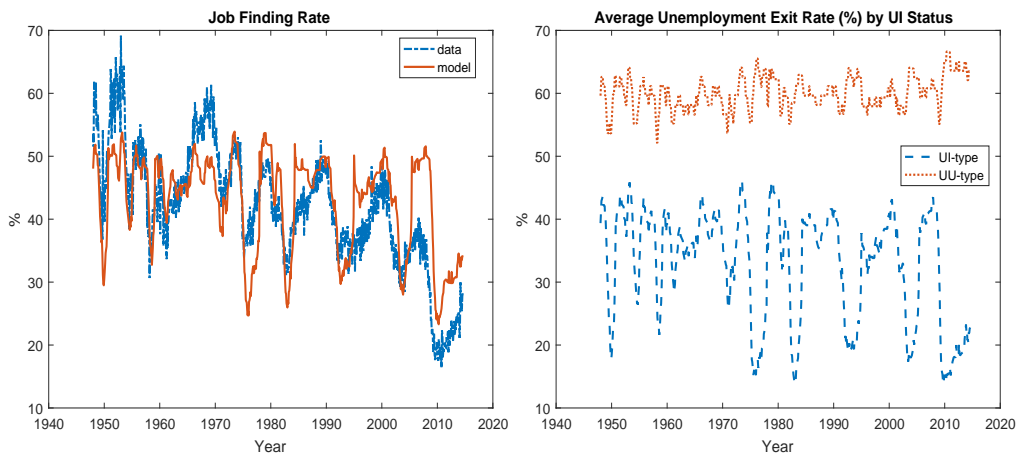 Job Finding Rate
70
60
50
40
30
20
10
%
data
model
1940 1950 1960 1970 1980 1990 2000 2010 2020
Year
Average Unemployment Exit Rate (%) by UI Status
70
60
50
40
30
20
10
%
UI-type
UU-type
1940 1950 1960 1970 1980 1990 2000 2010 2020
Year